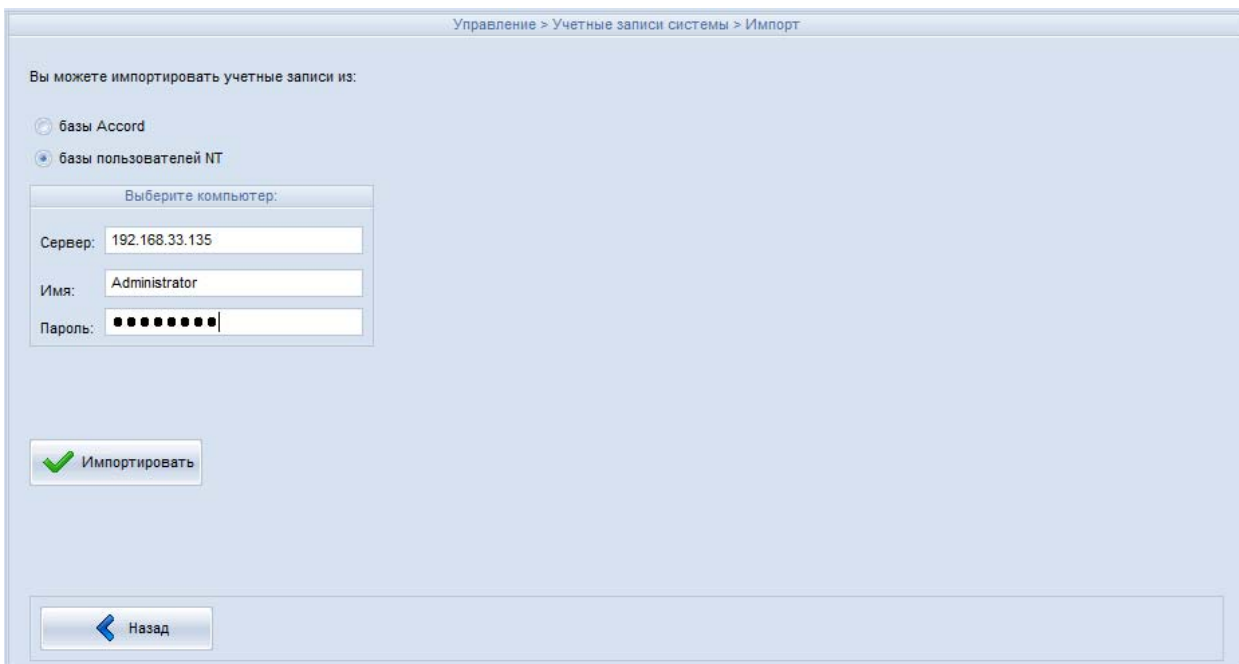 Управление > Учетные записи системы > Импорт
Вы можете импортировать учетные записи из:
базы Accord
базы пользователей NT
Выберите компьютер:
Сервер: 192.168.33.135
Имя: Administrator
Пароль: ●●●●●●●●
Импортировать
Назад